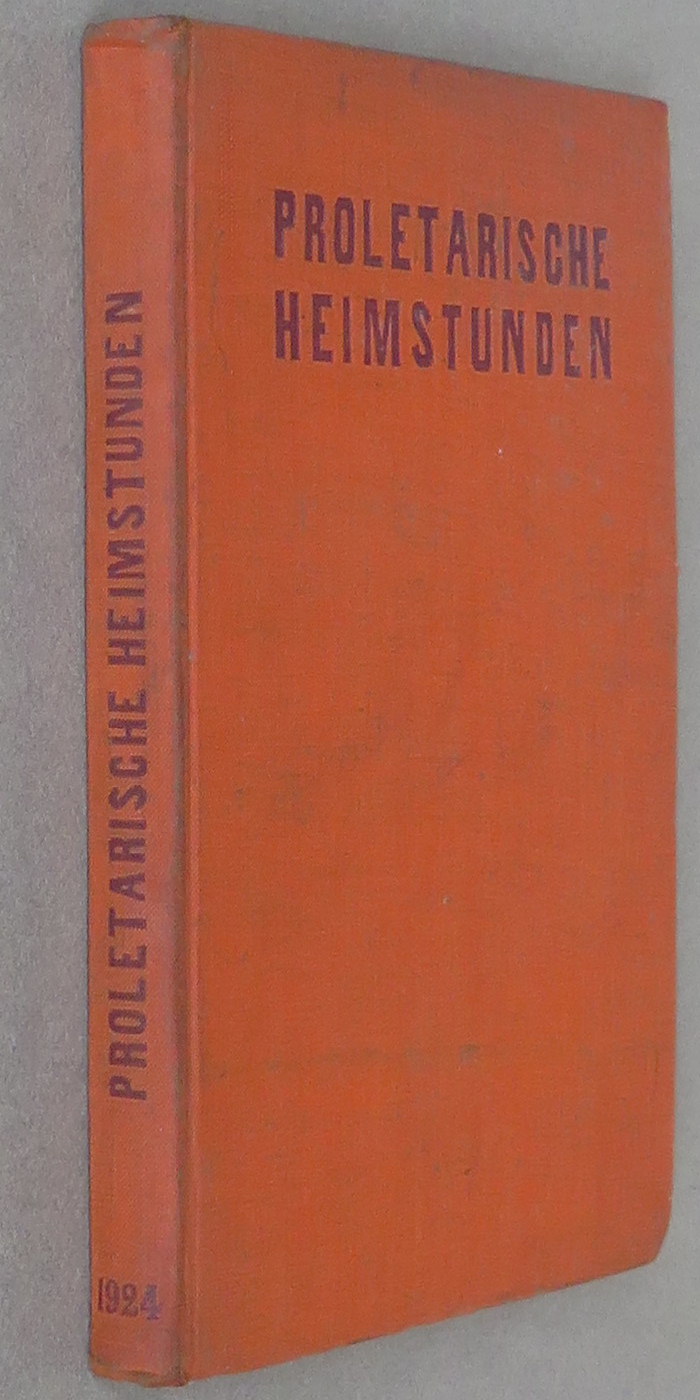 PROLETARISCHE
HEIMSTUNDEN
PROLETARISCHE HEIMSTUNDEN
1924